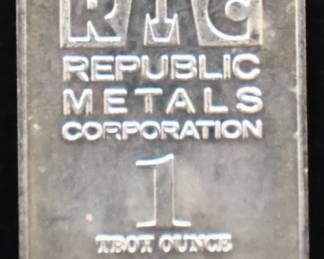 RMC
REPUBLIC
METALS
CORPORATION
1
TROY OUNCE